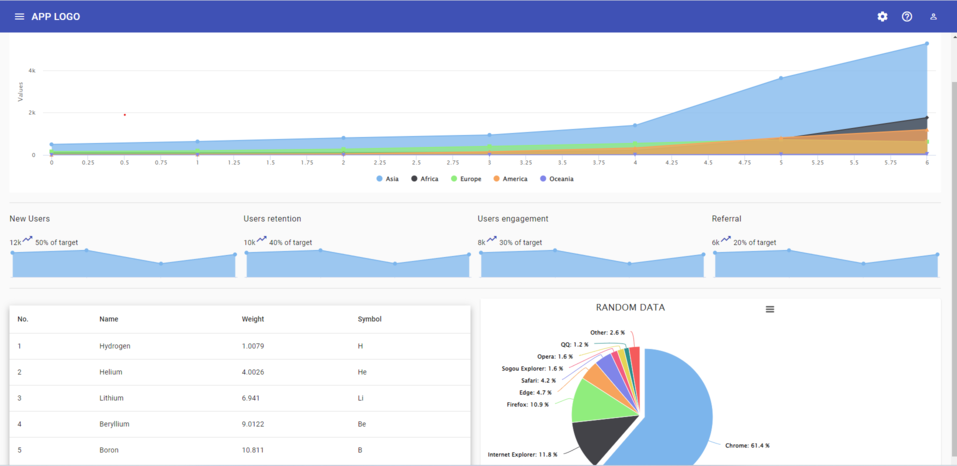 APP LOGO
Values
4k
2k
0
0 0.25 0.5 0.75 1 1.25 1.5 1.75 2 2.25 2.5 2.75 3 3.25 3.5 3.75 4 4.25 4.5 4.75 5 5.25 5.5 5.75 6
Asia Africa Europe America Oceania
New Users Users retention Users engagement Referral
12k 50% of target 10k 40% of target 8k 30% of target 6k 20% of target
No. Name Weight Symbol
1 Hydrogen 1.0079 H
2 Helium 4.0026 He
3 Lithium 6.941 Li
4 Beryllium 9.0122 Be
5 Boron 10.811 B
RANDOM DATA
Other: 2.6 %
QQ: 1.2 %
Opera: 1.6 %
Sogou Explorer: 1.6 %
Safari: 4.2 %
Edge: 4.7 %
Firefox: 10.9 %
Chrome: 61.4 %
Internet Explorer: 11.8 %